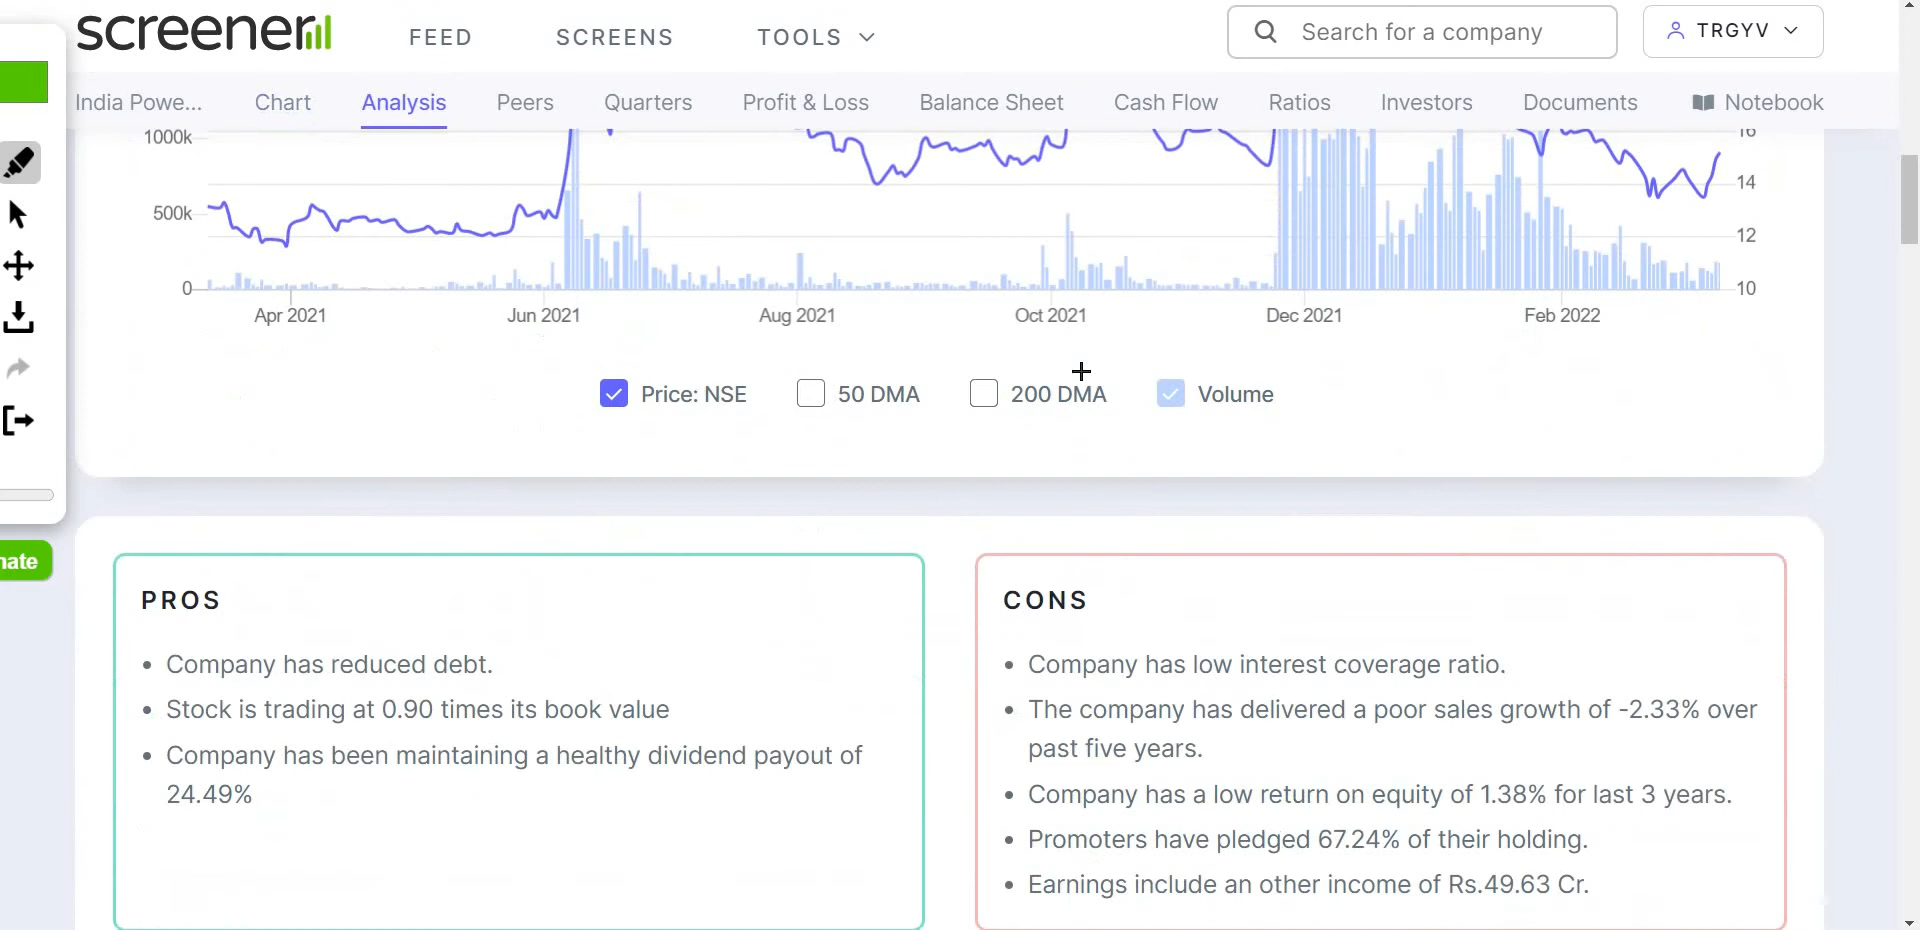 screener
FEED
SCREENS
TOOLS
Search for a company
TRGYV
India Powe...
Chart
Analysis
Peers
Quarters
Profit & Loss
Balance Sheet
Cash Flow
Ratios
Investors
Documents
Notebook
1000k
500k
0
16
14
12
10
Apr 2021
Jun 2021
Aug 2021
Oct 2021
Dec 2021
Feb 2022
Price: NSE
50 DMA
200 DMA
Volume
nate
PROS
Company has reduced debt.
Stock is trading at 0.90 times its book value
Company has been maintaining a healthy dividend payout of
24.49%
CONS
Company has low interest coverage ratio.
The company has delivered a poor sales growth of -2.33% over
past five years.
Company has a low return on equity of 1.38% for last 3 years.
Promoters have pledged 67.24% of their holding.
Earnings include an other income of Rs.49.63 Cr.